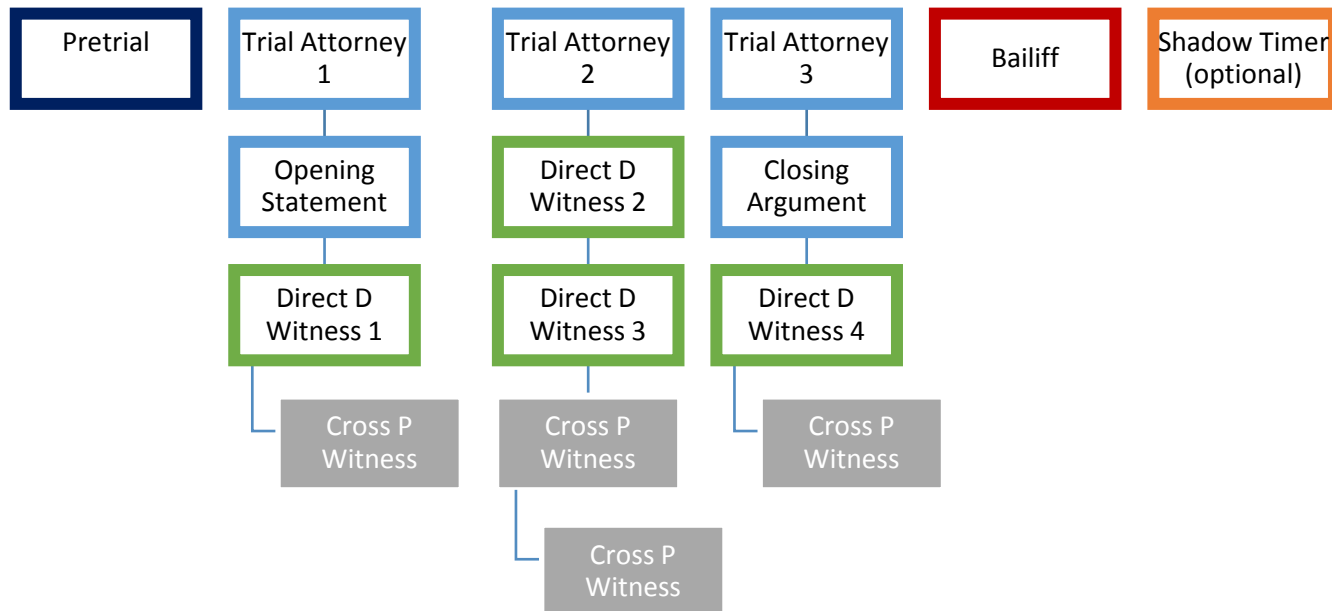 Pretrial
Trial Attorney
1
Trial Attorney
2
Trial Attorney
3
Bailiff
Shadow Timer
(optional)
Opening
Statement
Direct D
Witness 2
Closing
Argument
Direct D
Witness 1
Direct D
Witness 3
Direct D
Witness 4
Cross P
Witness
Cross P
Witness
Cross P
Witness
Cross P
Witness